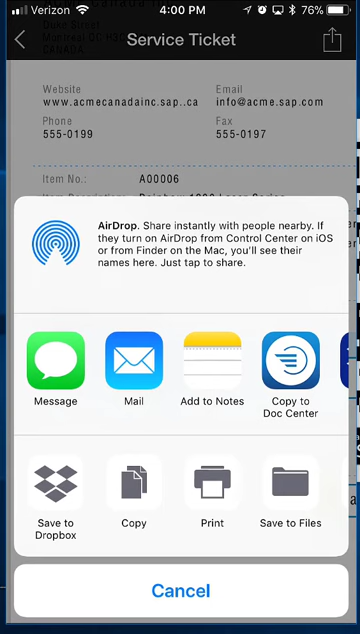 Verizon 4:00 PM 76%
Service Ticket
Duke Street
Montreal QC
CANADA
Website Email
www.acmecanadainc.sap..ca info@acme.sap.com
Phone Fax
555-0199 555-0197
Item No.: A00006
AirDrop. Share instantly with people nearby. If
they turn on AirDrop from Control Center on iOS
or from Finder on the Mac, you'll see their
names here. Just tap to share.
Message Mail Add to Notes Copy to
Doc Center
Save to Copy Print Save to Files
Dropbox
Cancel